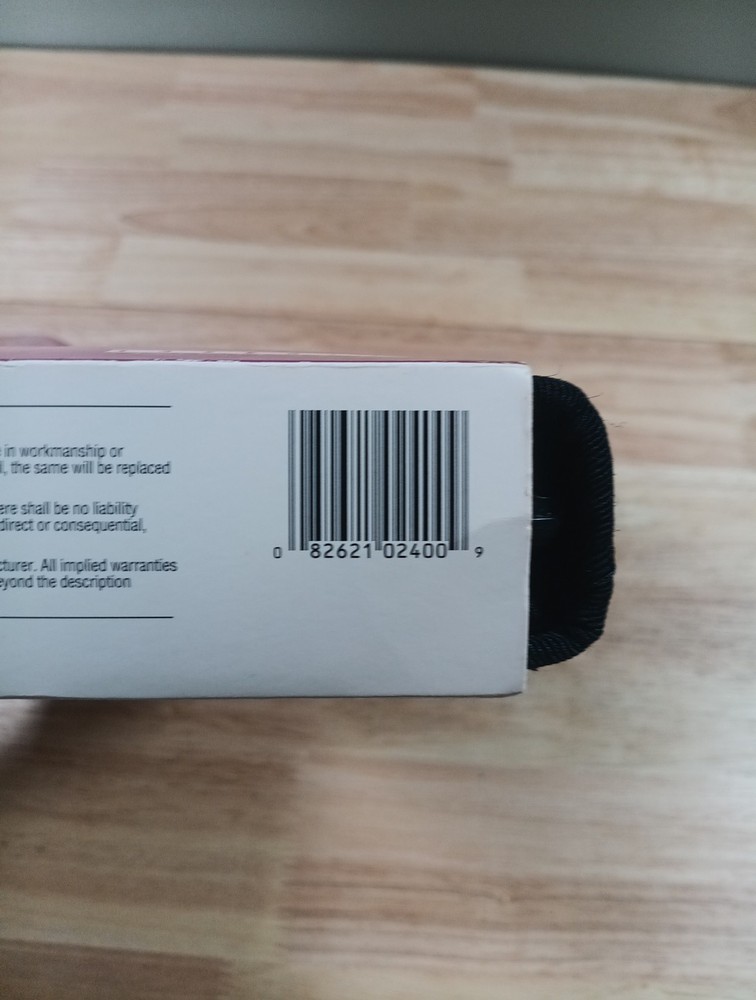 e in workmanship or
l, the same will be replaced
ere shall be no liability
direct or consequential,
cturer. All implied warranties
eyond the description
0 82621 02400 9